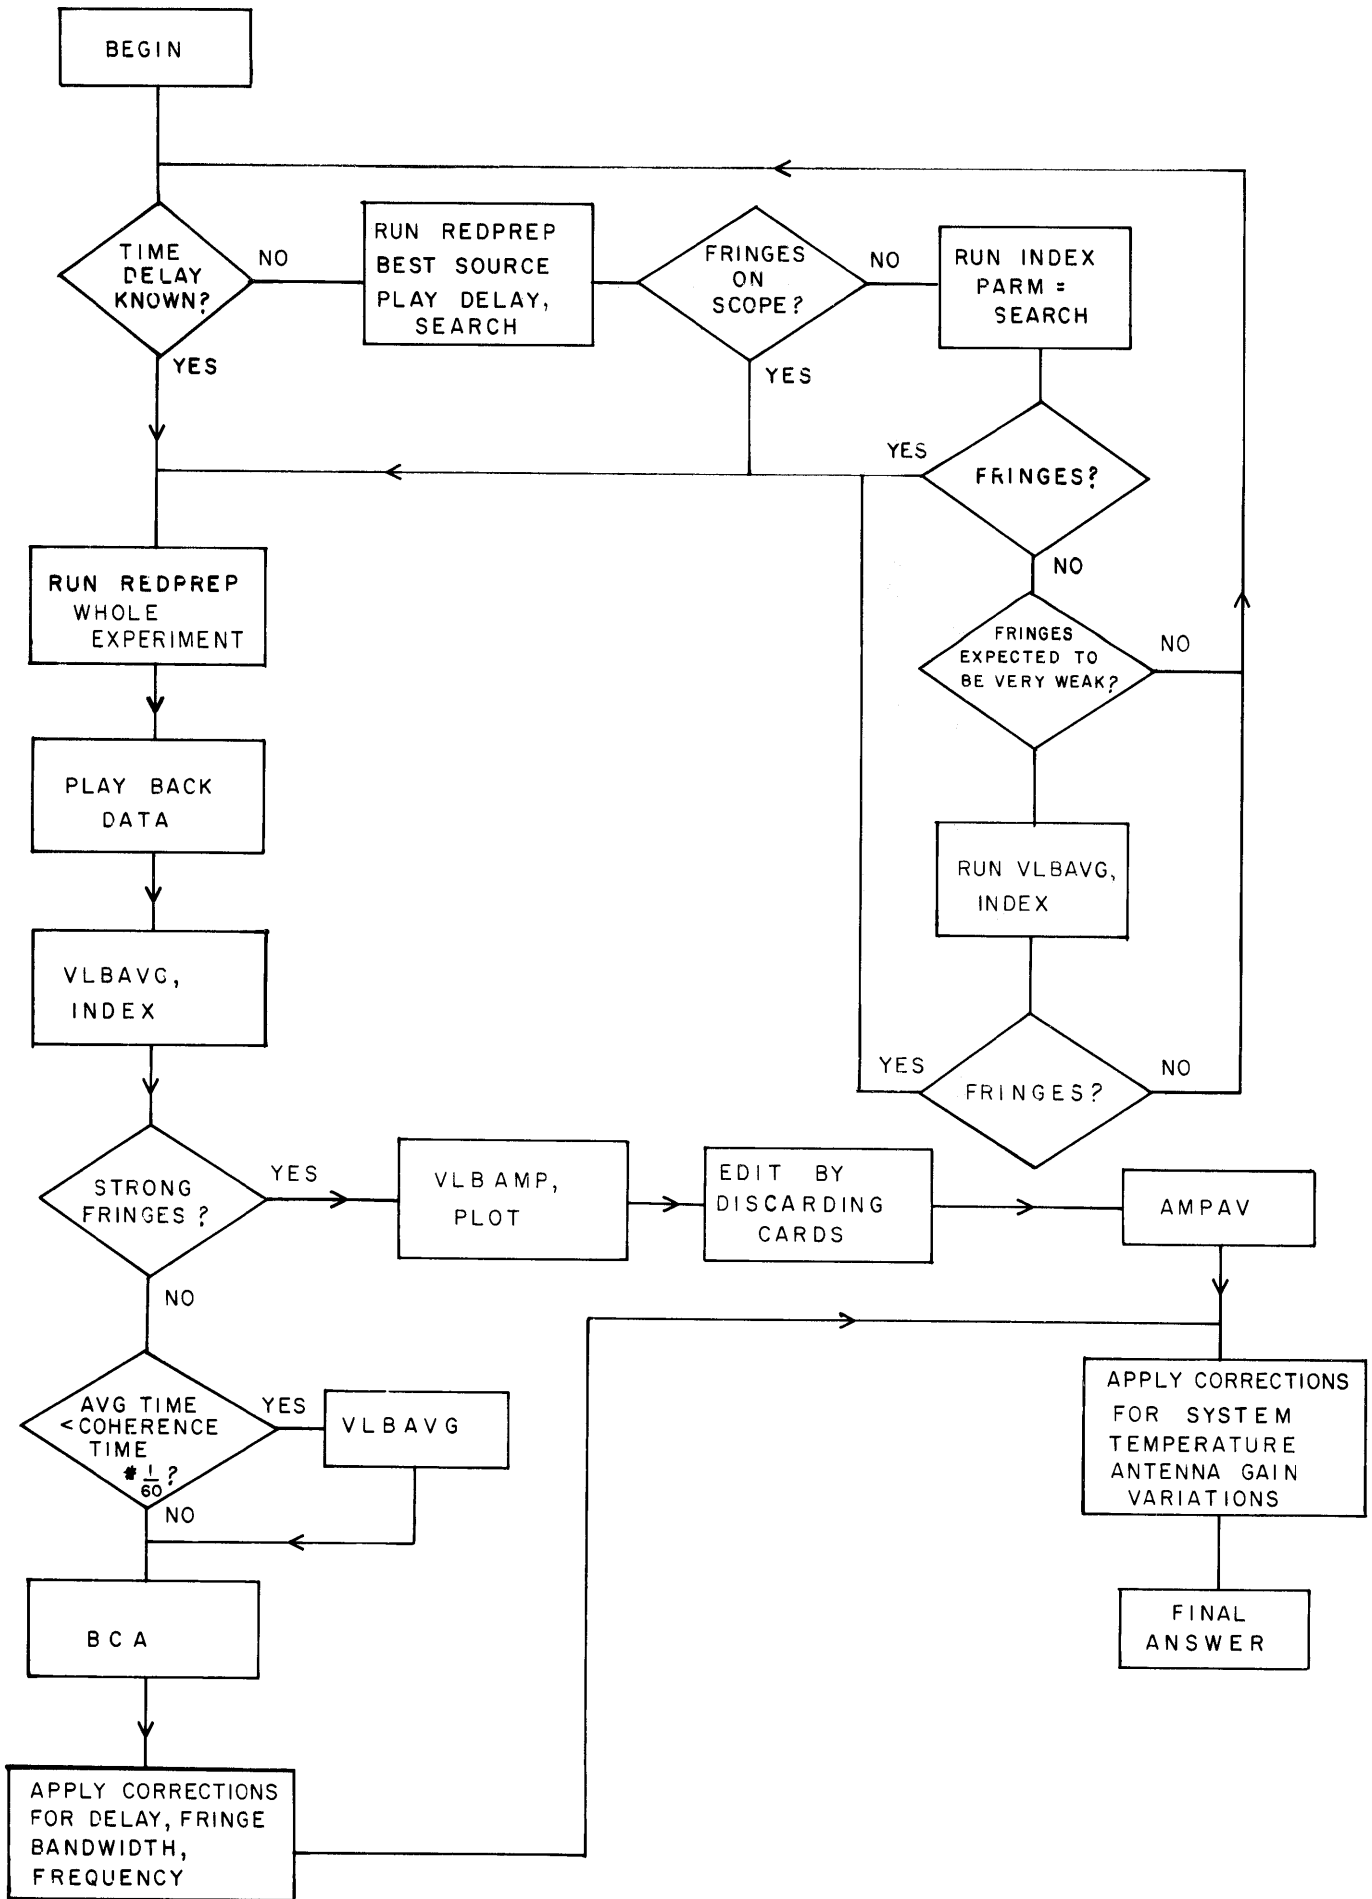 BEGIN
TIME
DELAY
KNOWN?
NO
YES
RUN REDPREP
BEST SOURCE
PLAY DELAY,
SEARCH
FRINGES
ON
SCOPE?
NO
YES
RUN INDEX
PARM =
SEARCH
YES
FRINGES?
NO
FRINGES
EXPECTED TO
BE VERY WEAK?
NO
RUN VLBAVG,
INDEX
YES
FRINGES?
NO
RUN REDPREP
WHOLE
EXPERIMENT
PLAY BACK
DATA
VLBAVG,
INDEX
STRONG
FRINGES?
YES
NO
VLBAMP,
PLOT
EDIT BY
DISCARDING
CARDS
AMPAV
AVG TIME
<COHERENCE
TIME
* 1/60 ?
YES
NO
VLBAVG
BCA
APPLY CORRECTIONS
FOR DELAY, FRINGE
BANDWIDTH,
FREQUENCY
APPLY CORRECTIONS
FOR SYSTEM
TEMPERATURE
ANTENNA GAIN
VARIATIONS
FINAL
ANSWER